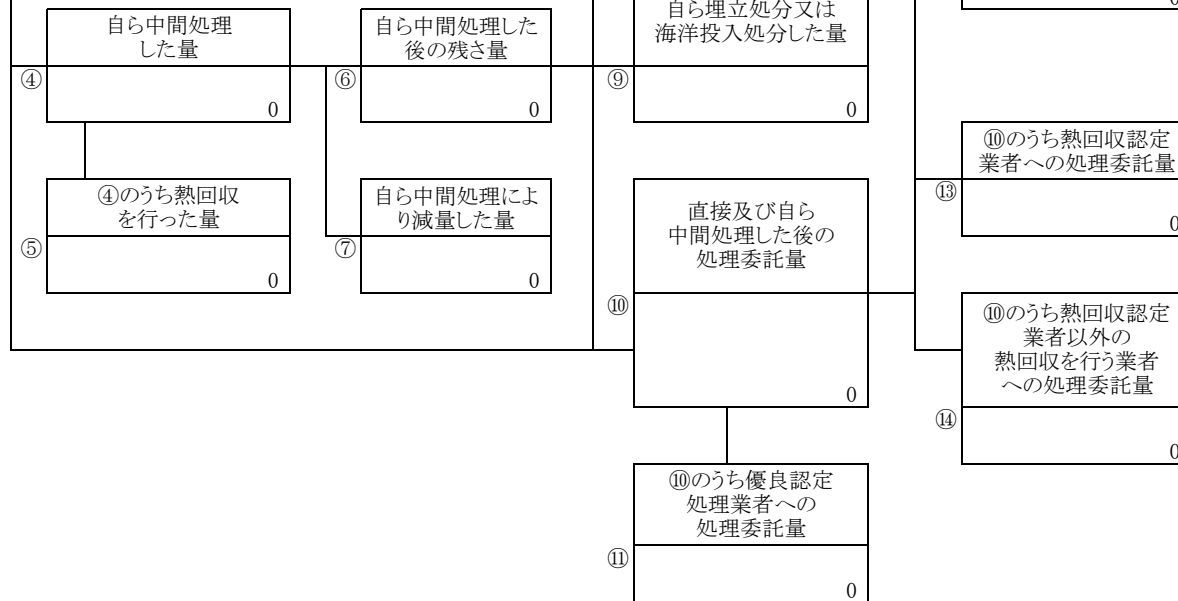 自ら中間処理
した量
④
0
自ら中間処理した
後の残さ量
⑥
0
自ら埋立処分又は
海洋投入処分した量
⑨
0
0
④のうち熱回収
を行った量
⑤
0
自ら中間処理によ
り減量した量
⑦
0
直接及び自ら
中間処理した後の
処理委託量
⑩
0
⑩のうち熱回収認定
業者への処理委託量
⑬
0
⑩のうち熱回収認定
業者以外の
熱回収を行う業者
への処理委託量
⑭
0
⑩のうち優良認定
処理業者への
処理委託量
⑪
0